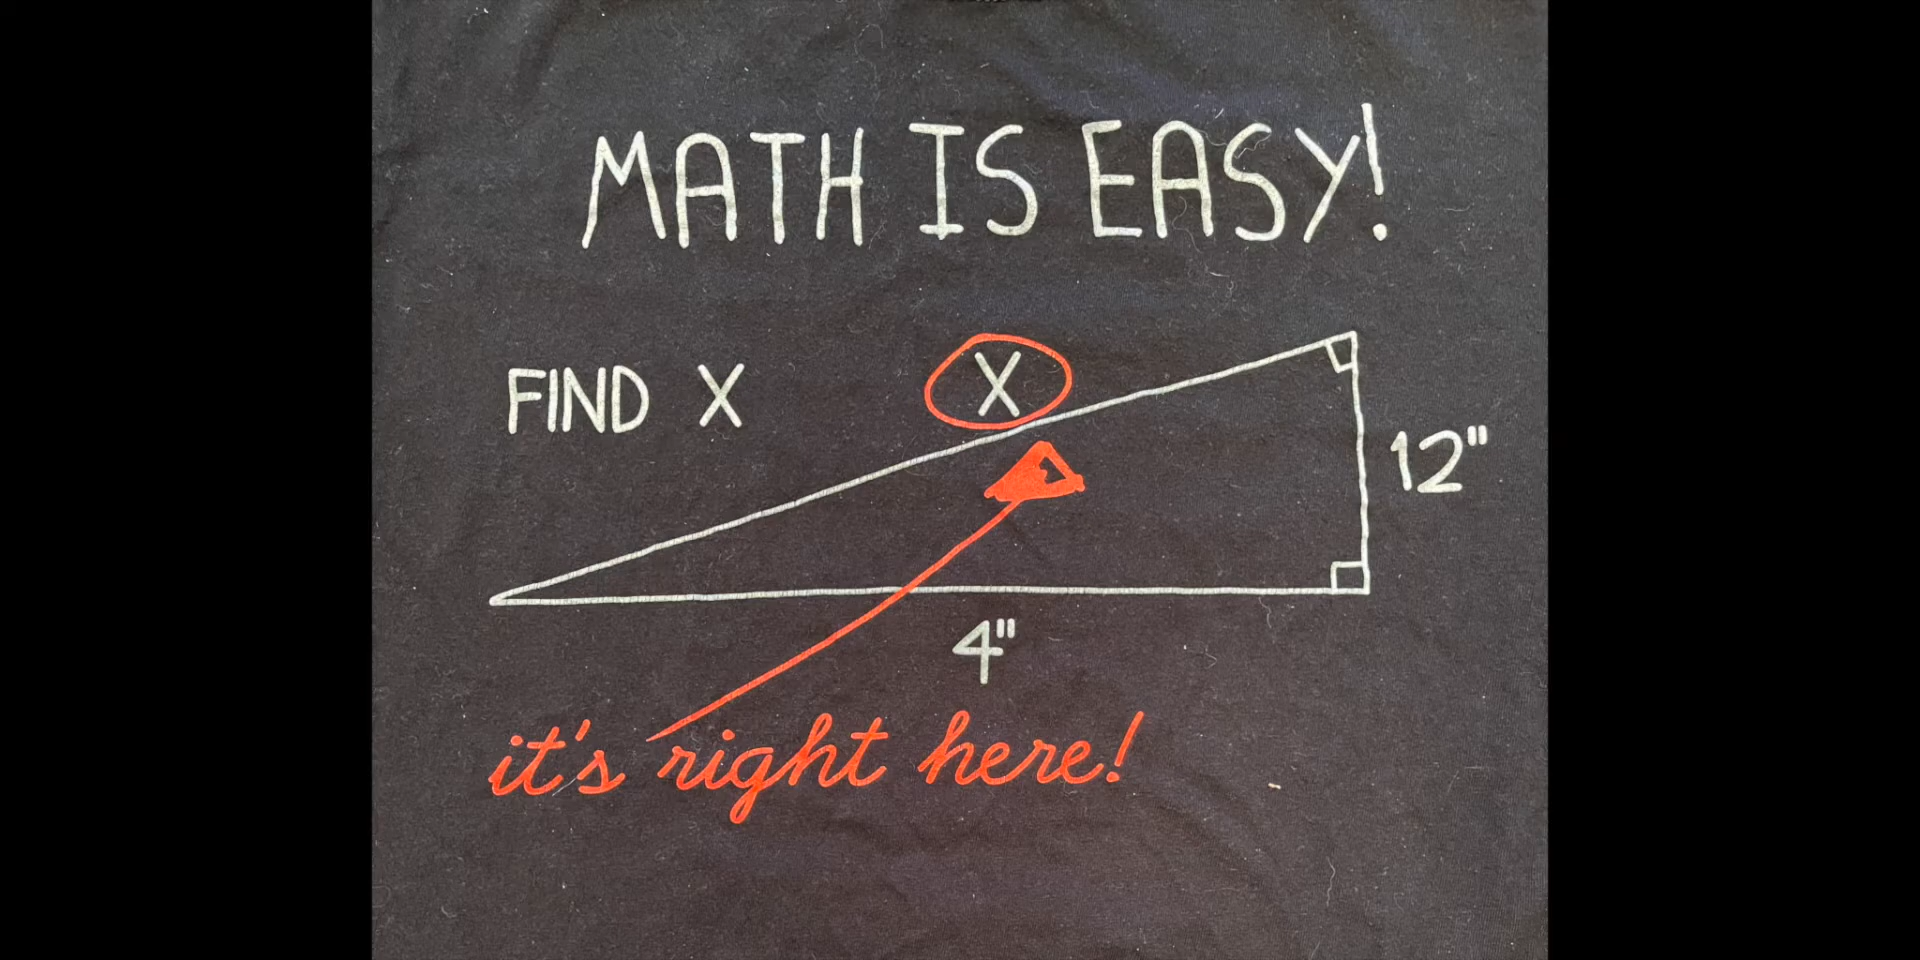 MATH IS EASY!
FIND X
X
12"
4"
it's right here!